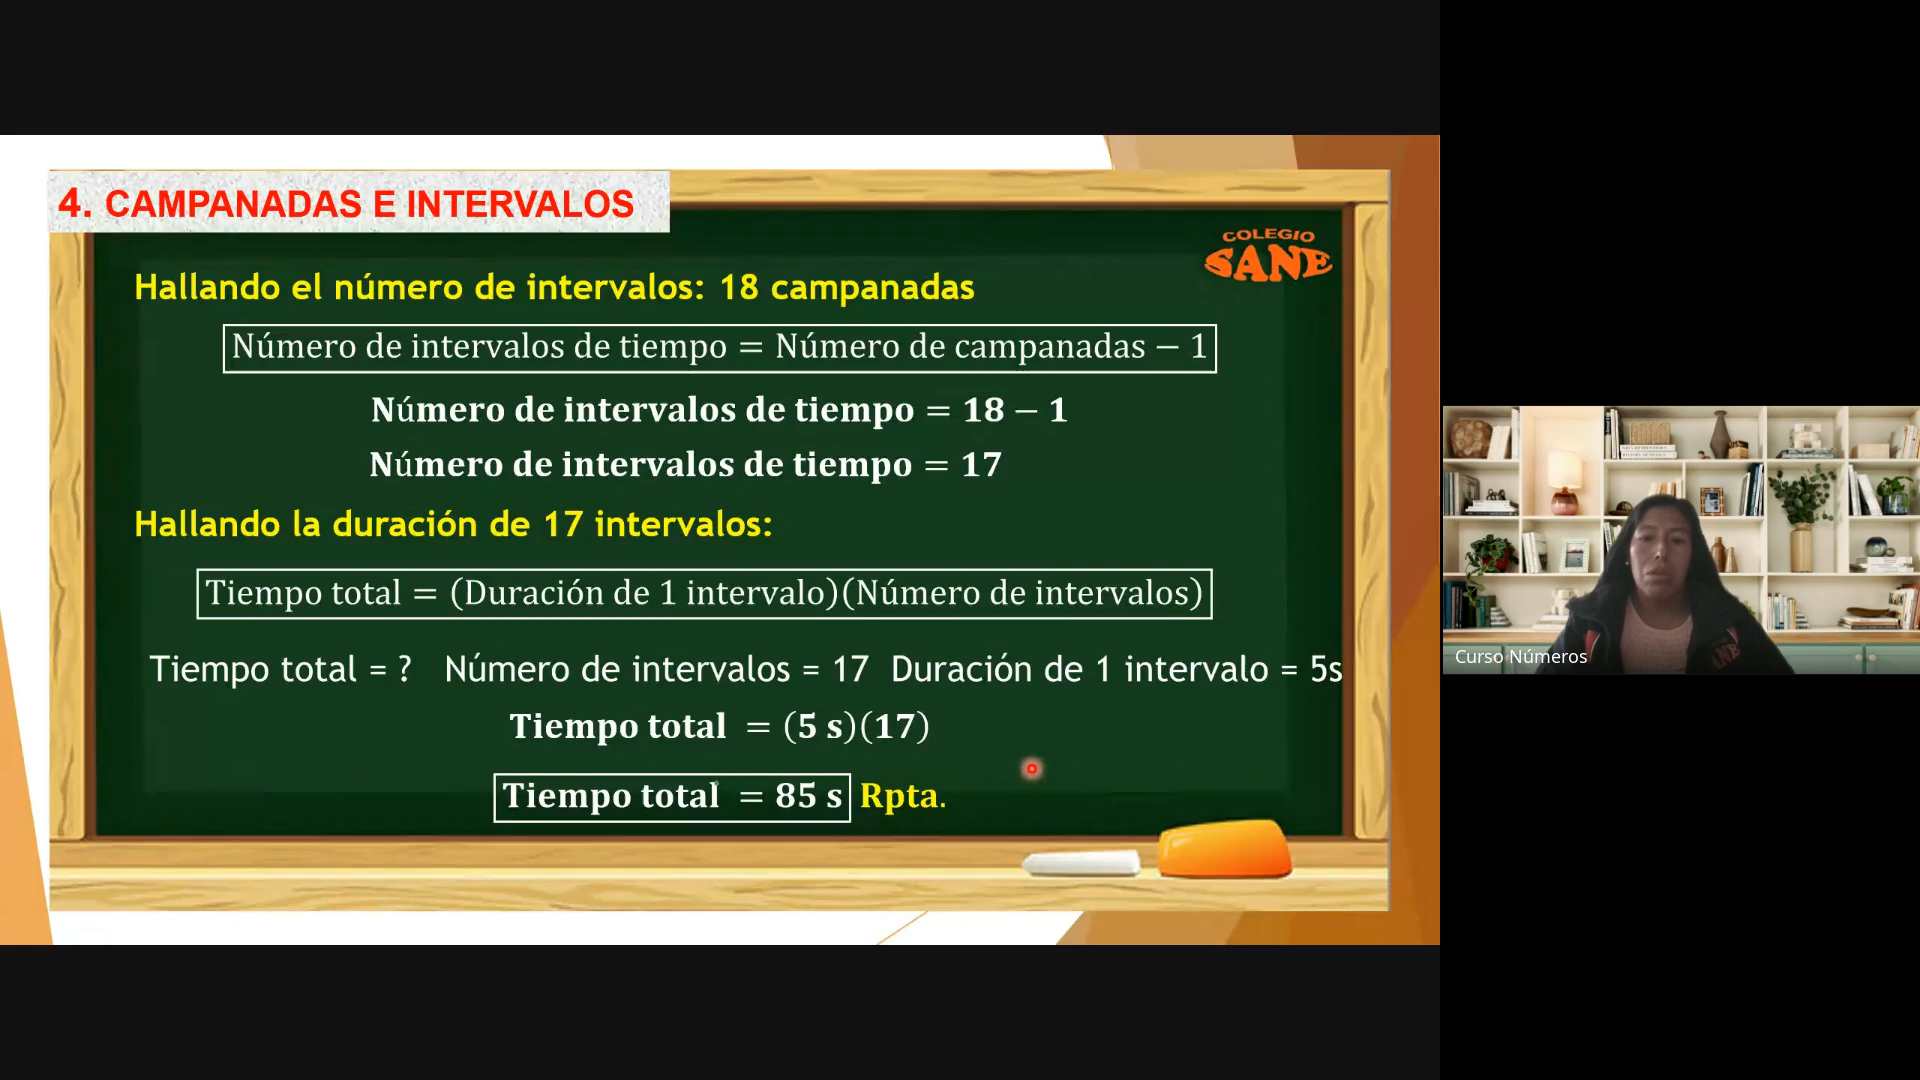 4. CAMPANADAS E INTERVALOS
COLEGIO
SANE
Hallando el número de intervalos: 18 campanadas
Número de intervalos de tiempo = Número de campanadas − 1
Número de intervalos de tiempo = 18 − 1
Número de intervalos de tiempo = 17
Hallando la duración de 17 intervalos:
Tiempo total = (Duración de 1 intervalo)(Número de intervalos)
Tiempo total = ? Número de intervalos = 17 Duración de 1 intervalo = 5s
Tiempo total = (5 s)(17)
Tiempo total = 85 s Rpta.
Curso Números